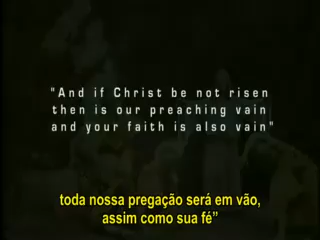 "And if Christ be not risen
then is our preaching vain
and your faith is also vain"
toda nossa pregação será em vão,
assim como sua fé”